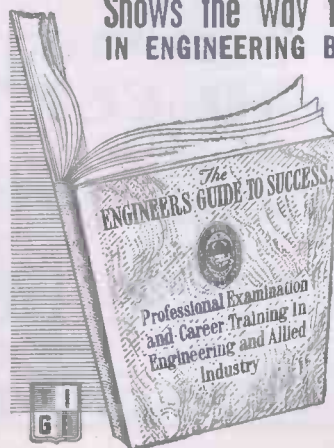 Shows the way
IN ENGINEERING
The
ENGINEERS GUIDE TO SUCCESS
Professional Examination
and Career Training In
Engineering and Allied
Industry